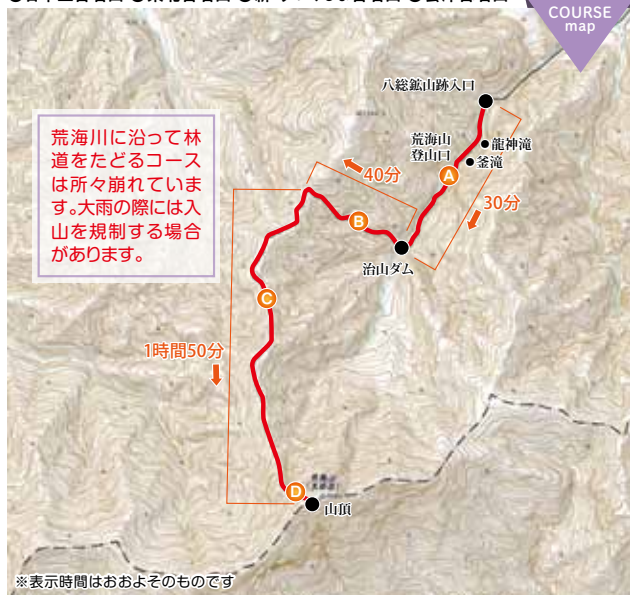 COURSE
map
八総鉱山跡入口
荒海山
登山口
龍神滝
釜滝
A
40分
30分
B
治山ダム
荒海川に沿って林
道をたどるコース
は所々崩れていま
す。大雨の際には入
山を規制する場合
があります。
C
1時間50分
D
山頂
※表示時間はおおよそのものです